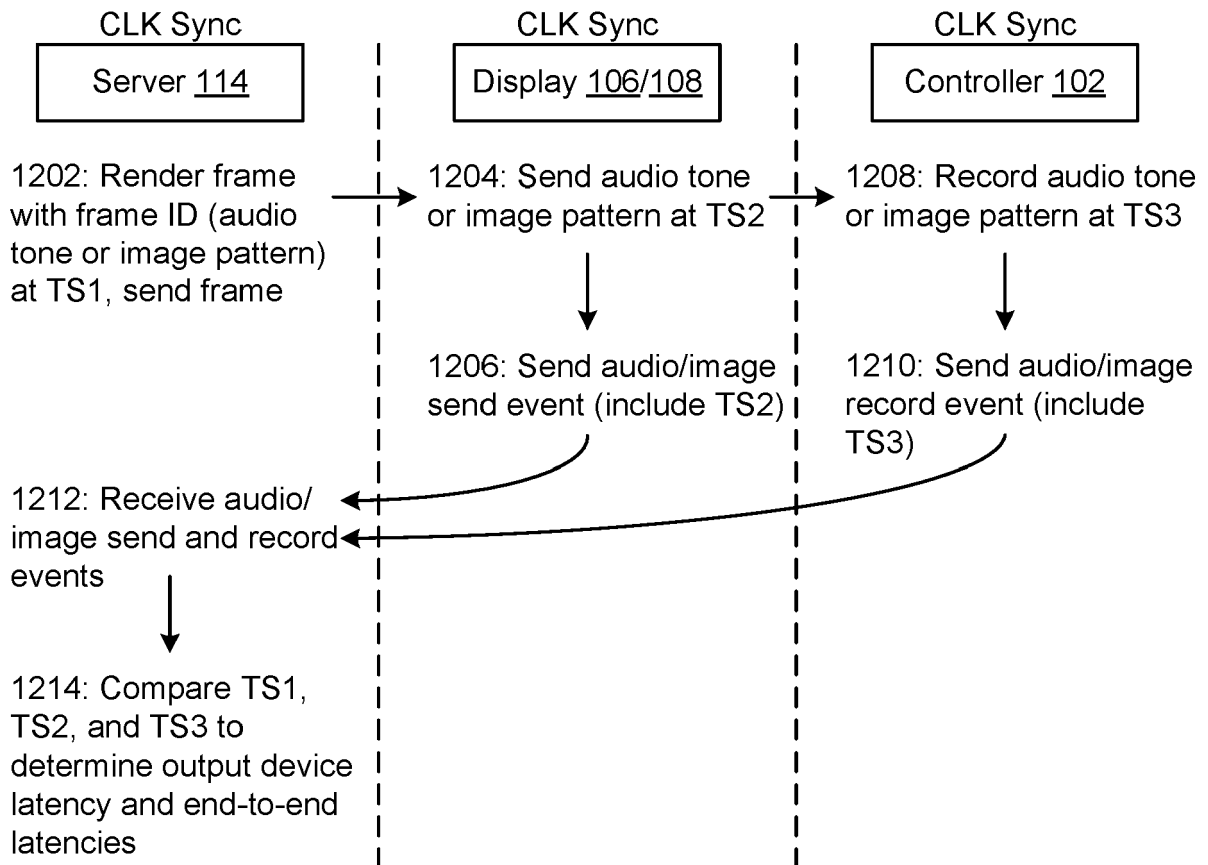 CLK Sync
Server 114
1202: Render frame
with frame ID (audio
tone or image pattern)
at TS1, send frame
CLK Sync
Display 106/108
1204: Send audio tone
or image pattern at TS2
1206: Send audio/image
send event (include TS2)
CLK Sync
Controller 102
1208: Record audio tone
or image pattern at TS3
1210: Send audio/image
record event (include
TS3)
1212: Receive audio/
image send and record
events
1214: Compare TS1,
TS2, and TS3 to
determine output device
latency and end-to-end
latencies